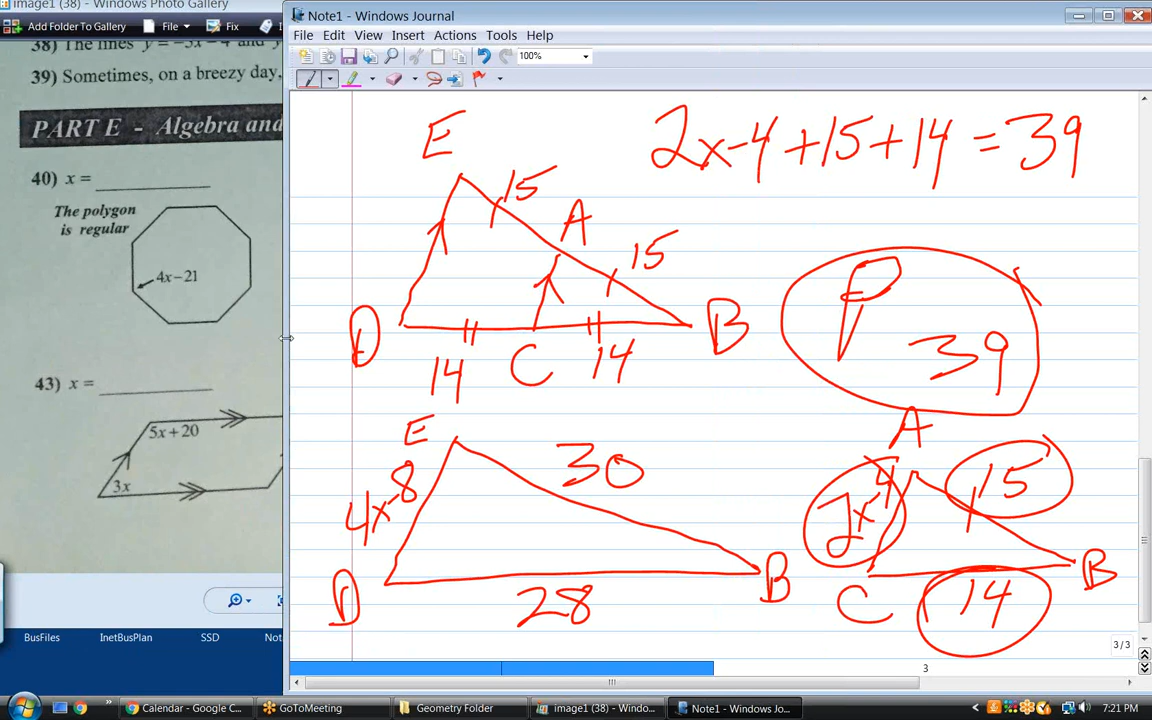 image1 (38) - Windows Photo Gallery
Note1 - Windows Journal
Add Folder To Gallery File Fix
File Edit View Insert Actions Tools Help
100%
38) The lines y = -3x - 4 and y
39) Sometimes, on a breezy day,
PART E - Algebra and
40) x =
The polygon
is regular
4x-21
43) x =
5x+20
3x
2x-4+15+14=39
E
15
A
15
D
C
B
14
14
P
39
E
30
4x-8
D
28
B
A
2x-4
15
C
14
B
3/3
3
BusFiles InetBusPlan SSD
Calendar - Google C... GoToMeeting Geometry Folder image1 (38) - Windo... Note1 - Windows Jo... 7:21 PM